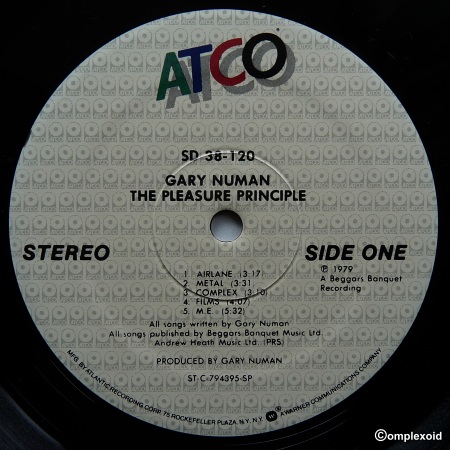 ATCO
SD 38-120
GARY NUMAN
THE PLEASURE PRINCIPLE
STEREO
SIDE ONE
℗ 1979
A Beggars Banquet
Recording
1 AIRLANE (3:17)
2 METAL (3:31
3 COMPLEX (3:10)
4 FILMS (4:07)
5 M.E. (5:32)
All songs written by Gary Numan
All songs published by Beggars Banquet Music Ltd.
Andrew Heath Music Ltd. (PRS)
PRODUCED BY GARY NUMAN
ST-C-794395-SP
MFG. BY ATLANTIC RECORDING CORP. 75 ROCKEFELLER PLAZA, N.Y. N.Y. A WARNER COMMUNICATIONS COMPANY
©omplexoid